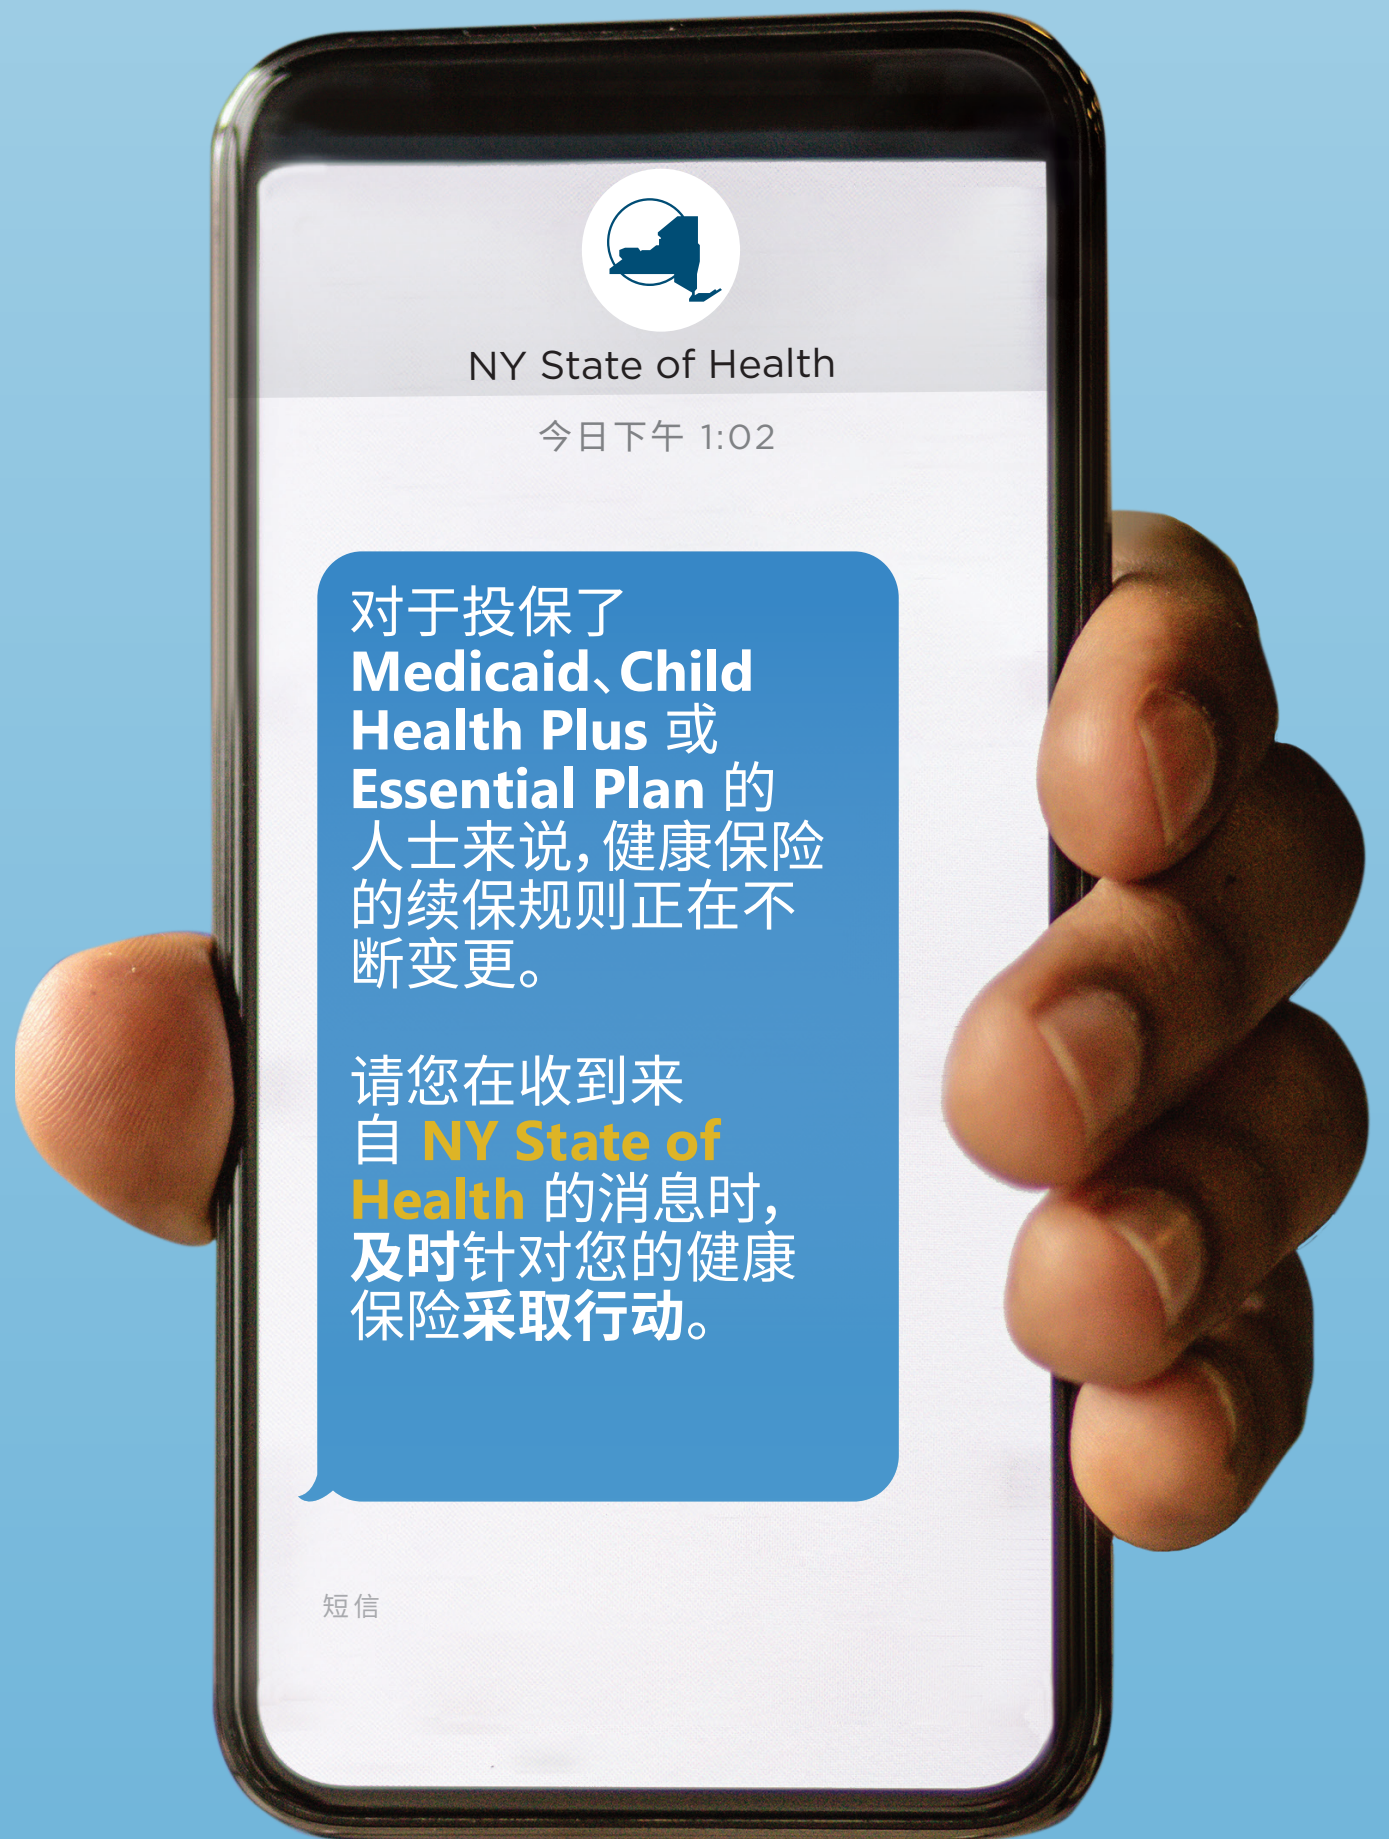 NY State of Health
今日下午 1:02
对于投保了
Medicaid、Child
Health Plus 或
Essential Plan 的
人士来说，健康保险
的续保规则正在不
断变更。
请您在收到来
自 NY State of
Health 的消息时，
及时针对您的健康
保险采取行动。
短信